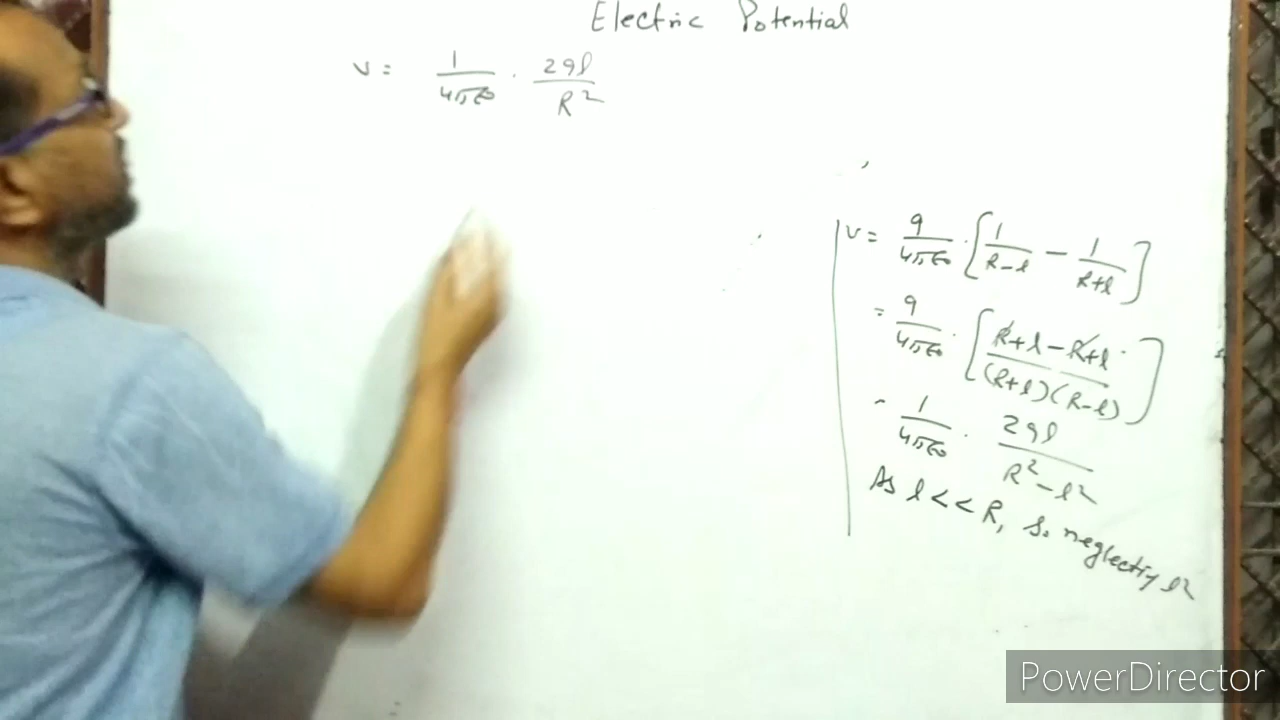 Electric Potential
v = 1/4πε0 · 2ql/R²
v = q/4πε0 · [1/R-l - 1/R+l]
= q/4πε0 · [R+l-R+l/(R+l)(R-l)]
- 1/4πε0 · 2ql/R²-l²
As l << R, so neglectiy l²
PowerDirector